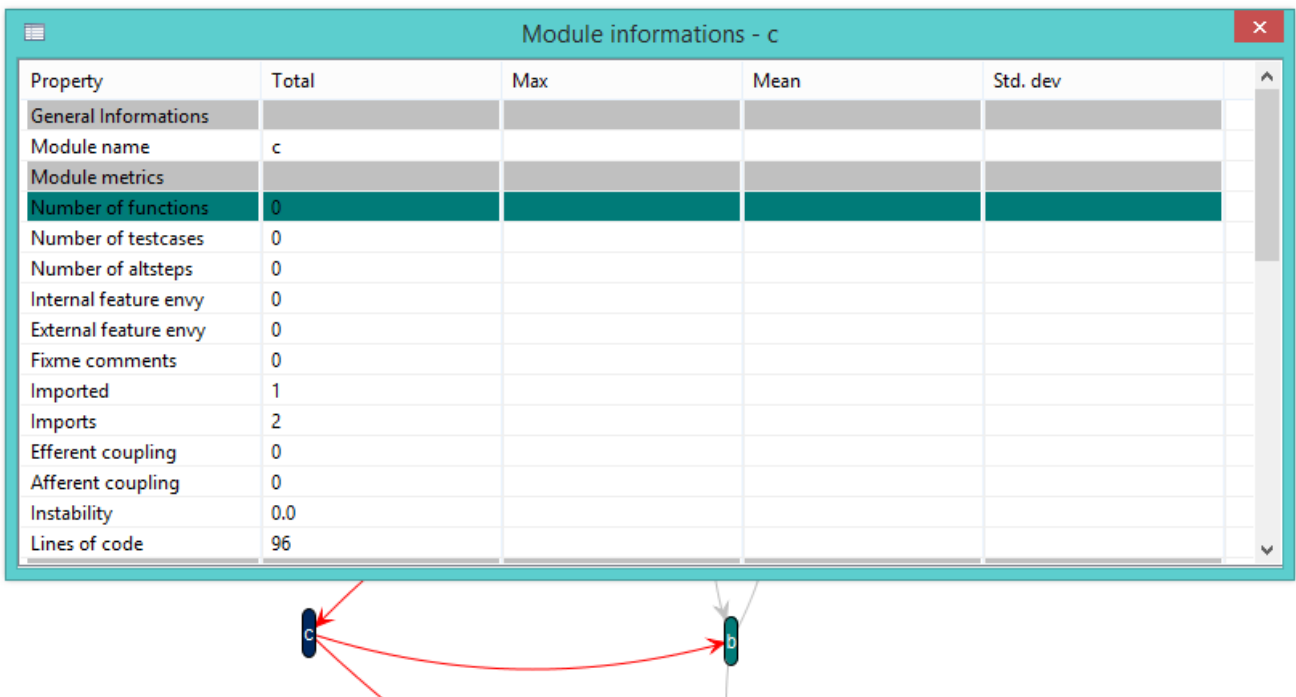 Module informations - c
Property Total Max Mean Std. dev
General Informations
Module name c
Module metrics
Number of functions 0
Number of testcases 0
Number of altsteps 0
Internal feature envy 0
External feature envy 0
Fixme comments 0
Imported 1
Imports 2
Efferent coupling 0
Afferent coupling 0
Instability 0.0
Lines of code 96
c b